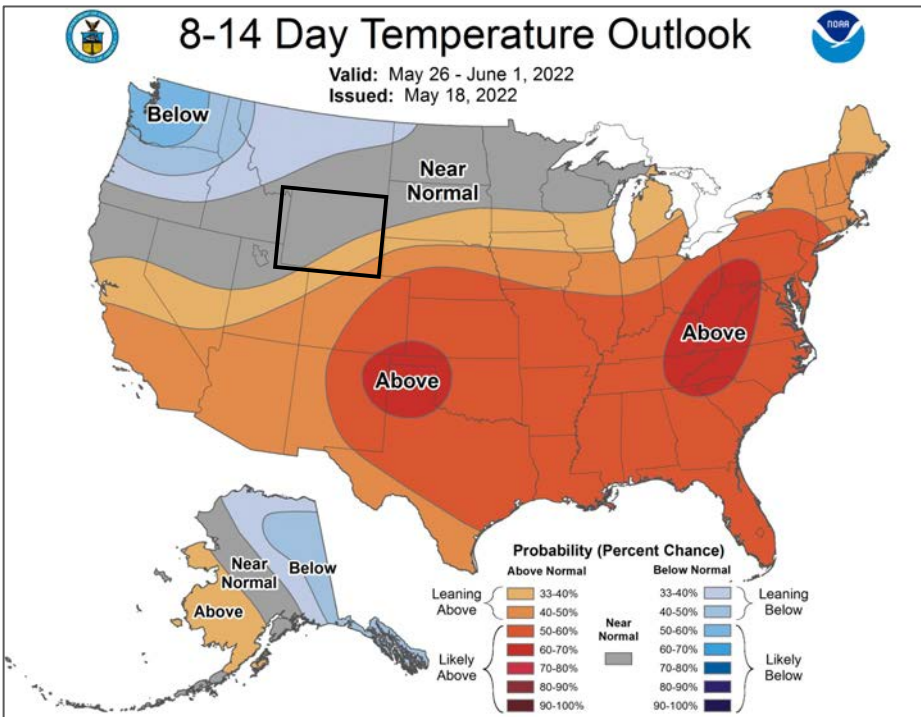 8-14 Day Temperature Outlook
NOAA
Valid: May 26 - June 1, 2022
Issued: May 18, 2022
Below
Near
Normal
Above
Above
Near
Normal
Below
Above
Probability (Percent Chance)
Above Normal
Below Normal
Leaning
Above
33-40%
40-50%
Likely
Above
50-60%
60-70%
70-80%
80-90%
90-100%
Near
Normal
33-40%
40-50%
Leaning
Below
50-60%
60-70%
70-80%
80-90%
90-100%
Likely
Below